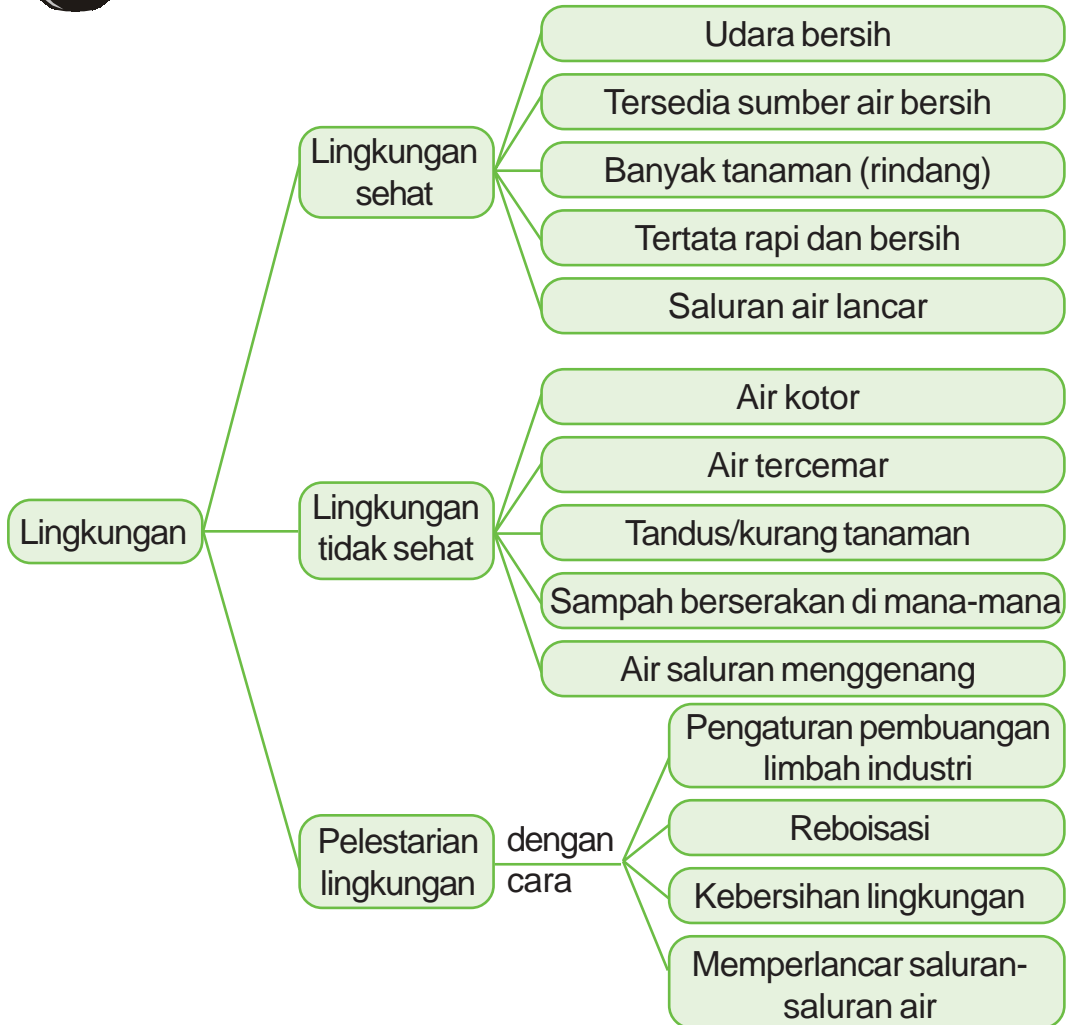 Lingkungan
Lingkungan
sehat
Udara bersih
Tersedia sumber air bersih
Banyak tanaman (rindang)
Tertata rapi dan bersih
Saluran air lancar
Lingkungan
tidak sehat
Air kotor
Air tercemar
Tandus/kurang tanaman
Sampah berserakan di mana-mana
Air saluran menggenang
Pelestarian
lingkungan
dengan
cara
Pengaturan pembuangan
limbah industri
Reboisasi
Kebersihan lingkungan
Memperlancar saluran-
saluran air